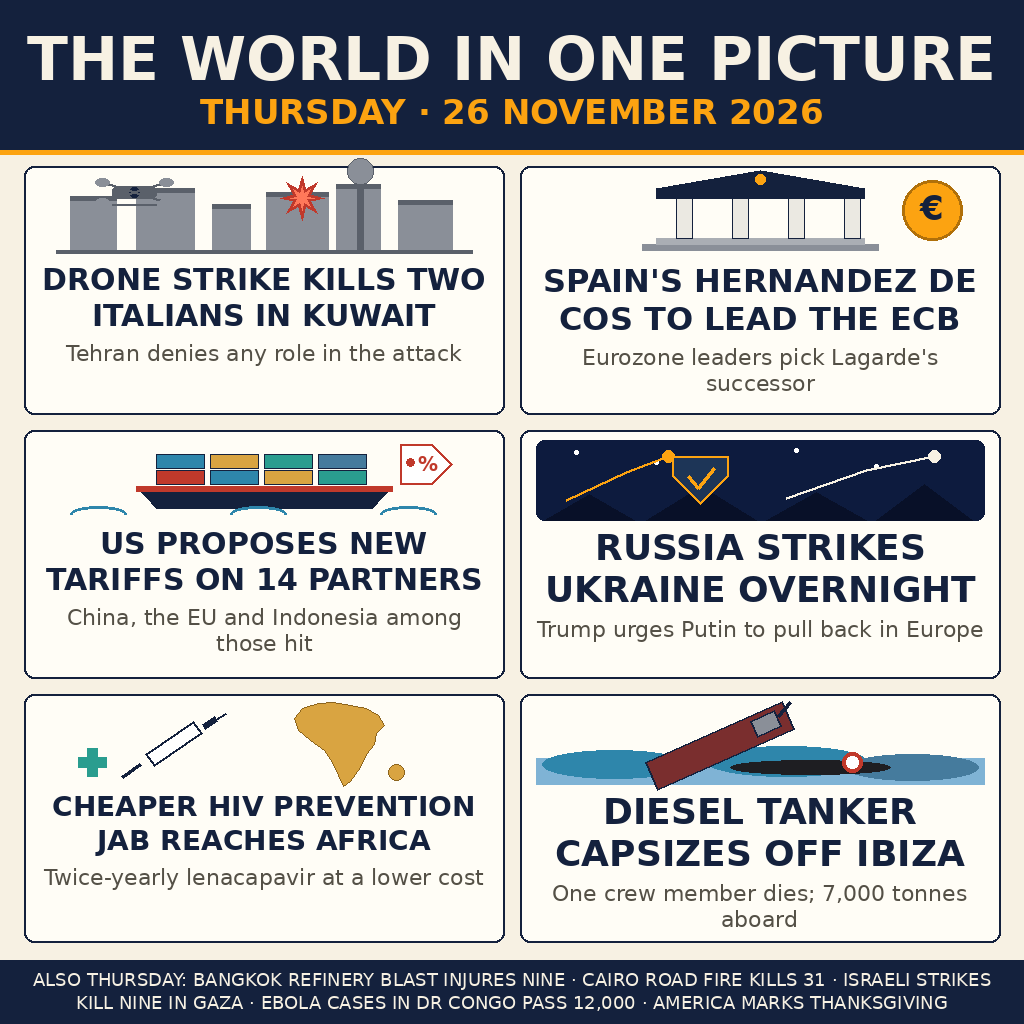 THE WORLD IN ONE PICTURE
THURSDAY · 26 NOVEMBER 2026
DRONE STRIKE KILLS TWO
ITALIANS IN KUWAIT
Tehran denies any role in the attack
€
SPAIN'S HERNANDEZ DE
COS TO LEAD THE ECB
Eurozone leaders pick Lagarde's
successor
%
US PROPOSES NEW
TARIFFS ON 14 PARTNERS
China, the EU and Indonesia among
those hit
RUSSIA STRIKES
UKRAINE OVERNIGHT
Trump urges Putin to pull back in Europe
CHEAPER HIV PREVENTION
JAB REACHES AFRICA
Twice-yearly lenacapavir at a lower cost
DIESEL TANKER
CAPSIZES OFF IBIZA
One crew member dies; 7,000 tonnes
aboard
ALSO THURSDAY: BANGKOK REFINERY BLAST INJURES NINE · CAIRO ROAD FIRE KILLS 31 · ISRAELI STRIKES
KILL NINE IN GAZA · EBOLA CASES IN DR CONGO PASS 12,000 · AMERICA MARKS THANKSGIVING